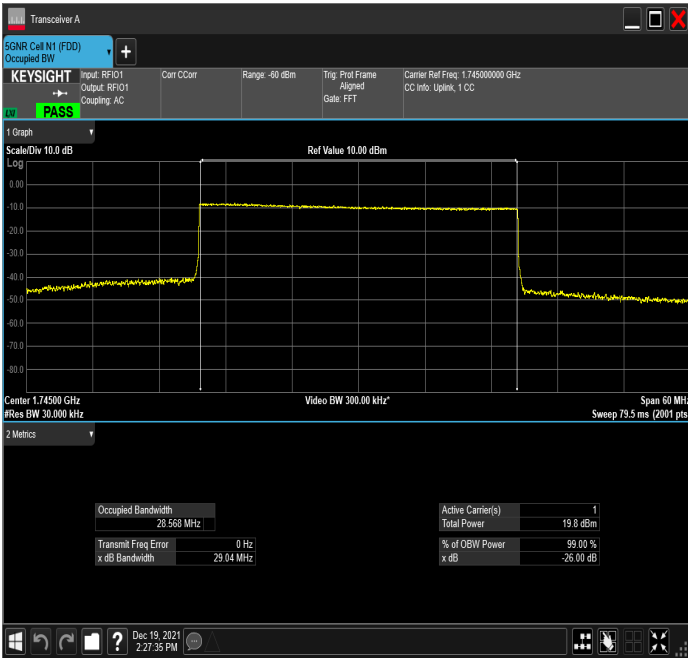 Transceiver A
5GNR Cell N1 (FDD)
Occupied BW
+
KEYSIGHT
Input: RFIO1
Output: RFIO1
Coupling: AC
Corr CCorr
Range: -60 dBm
Trig: Prot Frame
Aligned
Gate: FFT
Carrier Ref Freq: 1.745000000 GHz
CC Info: Uplink, 1 CC
PASS
1 Graph
Scale/Div 10.0 dB
Ref Value 10.00 dBm
Log
0.00
-10.0
-20.0
-30.0
-40.0
-50.0
-60.0
-70.0
-80.0
Center 1.74500 GHz
Video BW 300.00 kHz*
Span 60 MHz
#Res BW 30.000 kHz
Sweep 79.5 ms (2001 pts
2 Metrics
Occupied Bandwidth
28.568 MHz
Transmit Freq Error 0 Hz
x dB Bandwidth 29.04 MHz
Active Carrier(s) 1
Total Power 19.8 dBm
% of OBW Power 99.00 %
x dB -26.00 dB
?
Dec 19, 2021
2:27:35 PM